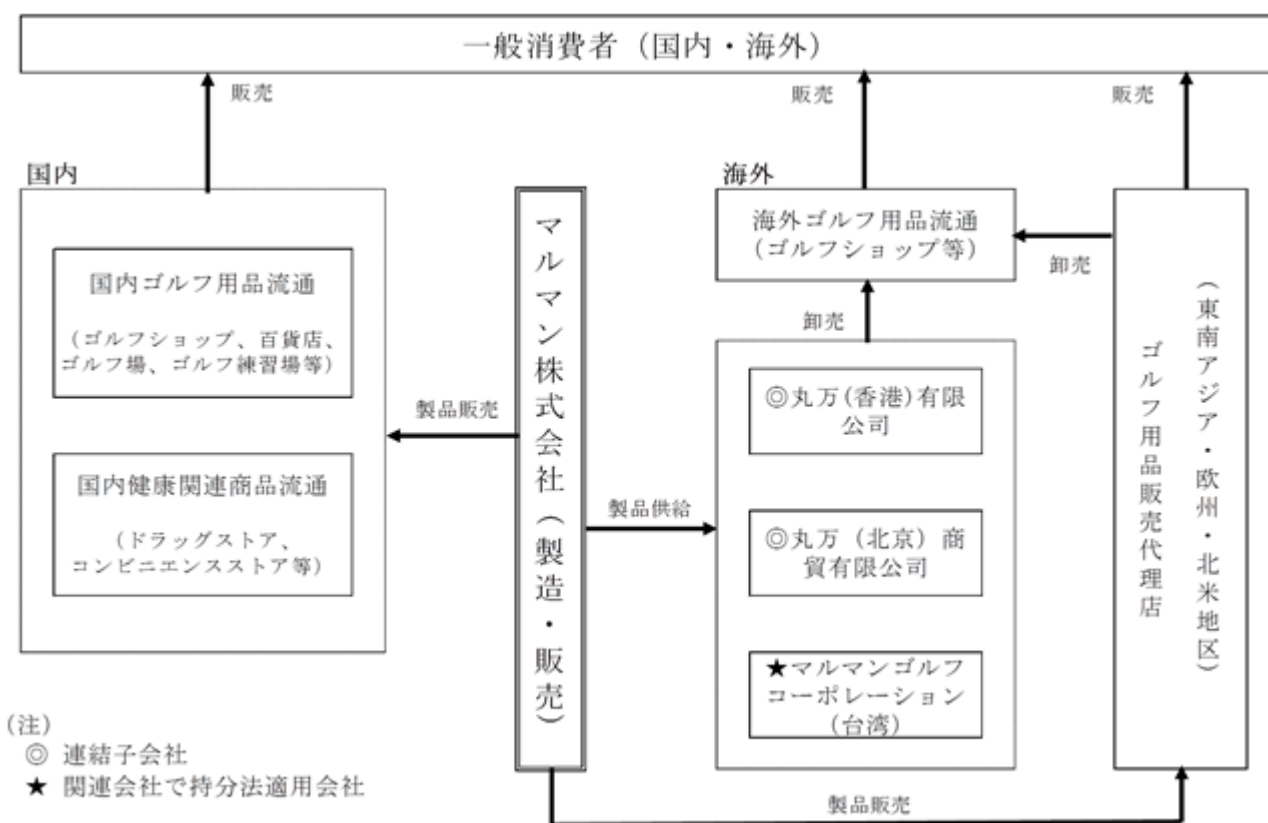 一般消費者（国内・海外）
販売
販売
販売
国内
国内ゴルフ用品流通
（ゴルフショップ、百貨店、
ゴルフ場、ゴルフ練習場等）
国内健康関連商品流通
（ドラッグストア、
コンビニエンスストア等）
製品販売
マルマン株式会社（製造・販売）
製品供給
海外
海外ゴルフ用品流通
（ゴルフショップ等）
卸売
卸売
◎丸万(香港)有限
公司
◎丸万（北京）商
貿有限公司
★マルマンゴルフ
コーポレーション
（台湾）
（東南アジア・欧州・北米地区）
ゴルフ用品販売代理店
製品販売
（注）
◎ 連結子会社
★ 関連会社で持分法適用会社